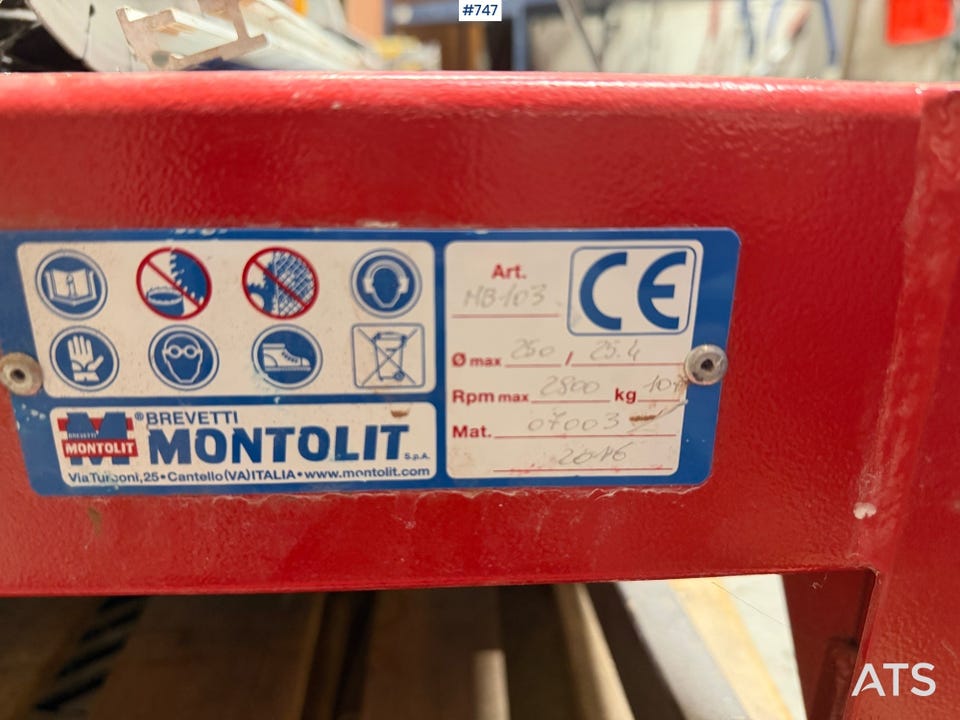 #747
Art.
MB-103
CE
Ø max 250 / 25.4
Rpm max 2800 kg
Mat. 07003
2016
® BREVETTI
MONTOLIT S.p.A.
BREVETTI
MONTOLIT
Via Turconi, 25 • Cantello (VA) ITALIA • www.montolit.com
ATS